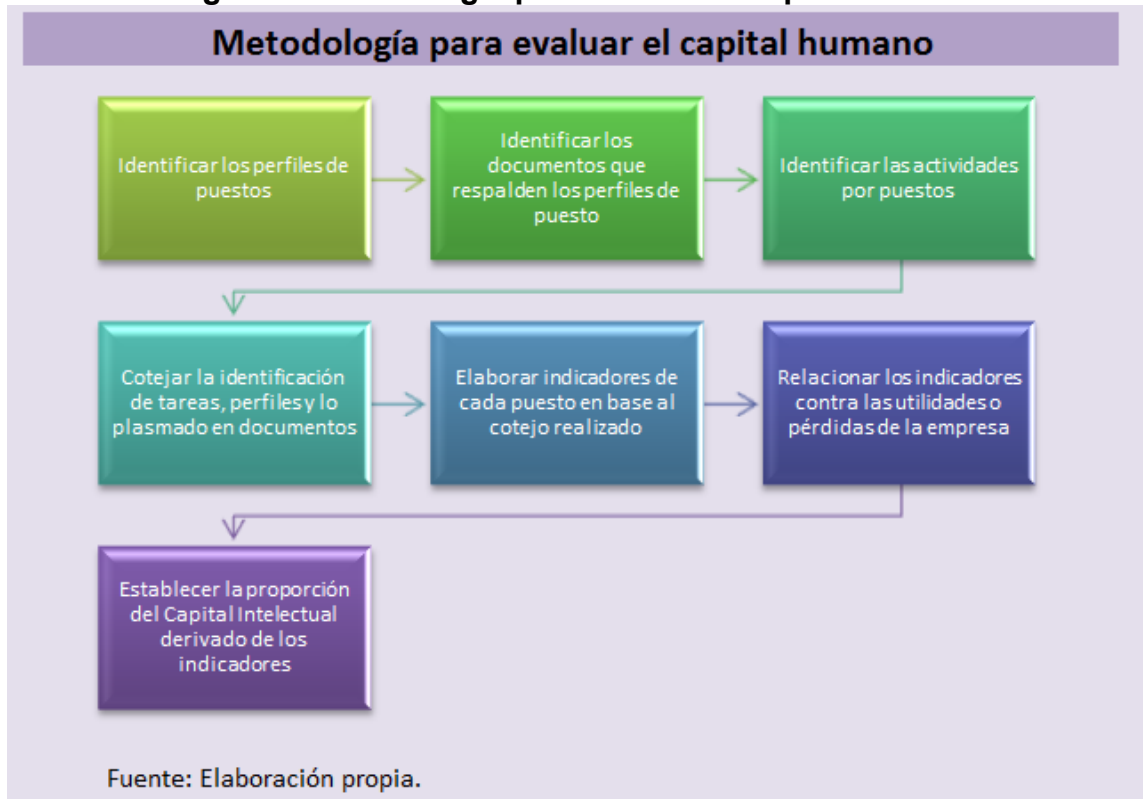 Metodología para evaluar el capital humano
Identificar los perfiles de
puestos
Identificar los
documentos que
respalden los perfiles de
puesto
Identificar las actividades
por puestos
Cotejar la identificación
de tareas, perfiles y lo
plasmado en documentos
Elaborar indicadores de
cada puesto en base al
cotejo realizado
Relacionar los indicadores
contra las utilidades o
pérdidas de la empresa
Establecer la proporción
del Capital Intelectual
derivado de los
indicadores
Fuente: Elaboración propia.